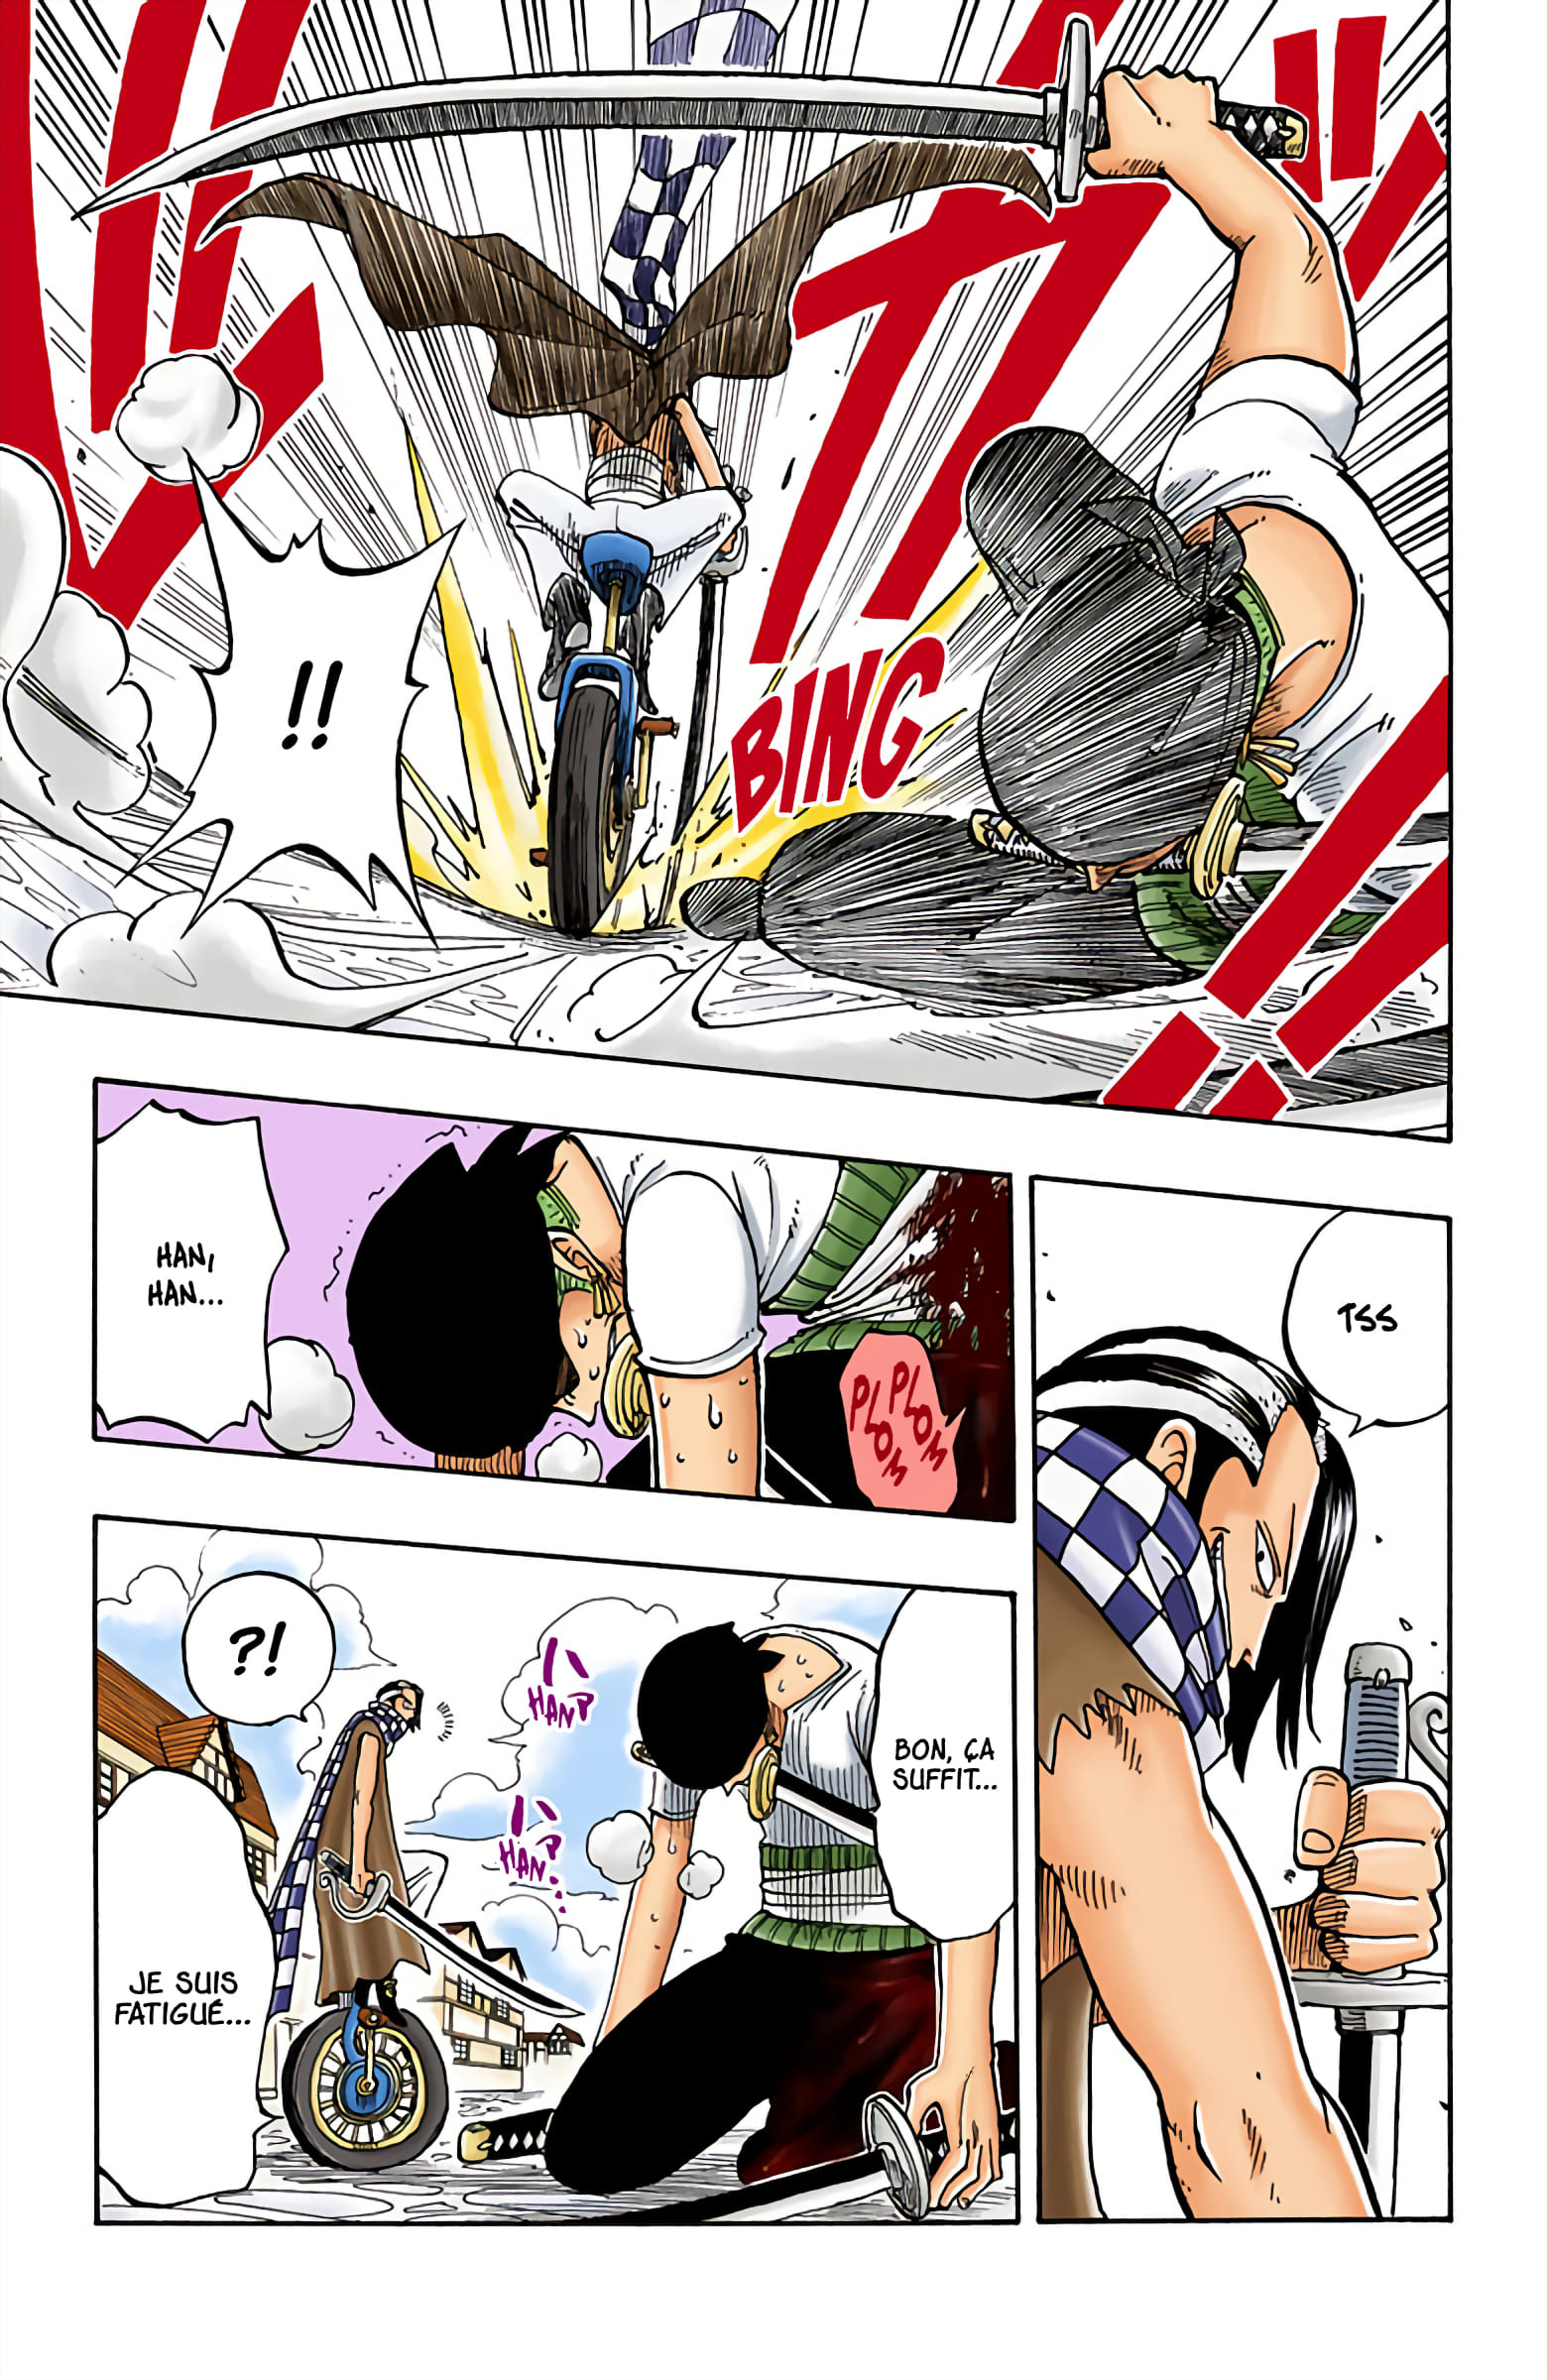 !!
BING
TSS
HAN,
HAN...
PLOM
PLOM
BON, ÇA
SUFFIT...
ハ
HAN
ハ
HAN
?!
JE SUIS
FATIGUÉ...